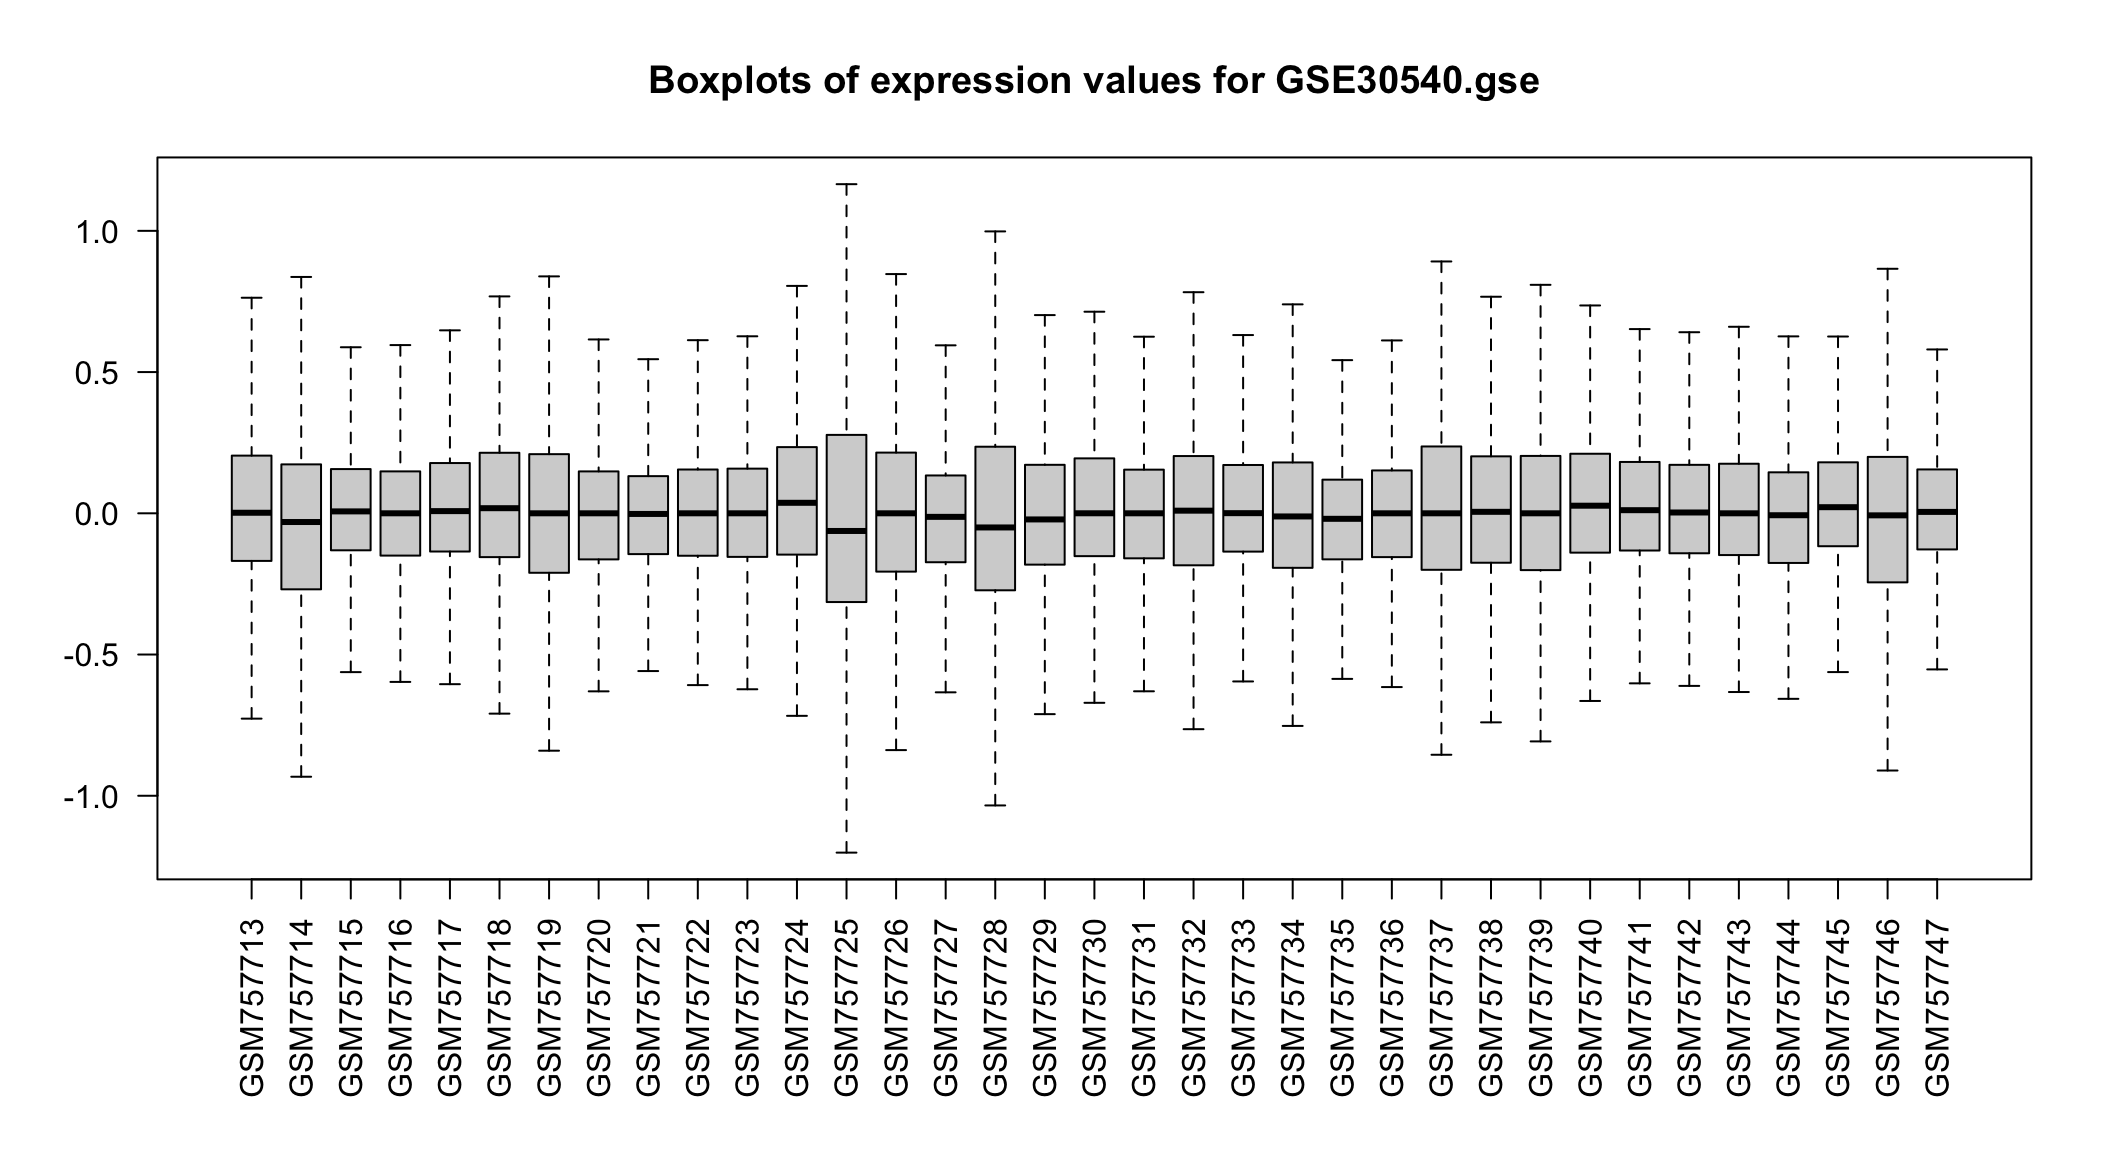 Boxplots of expression values for GSE30540.gse
1.0
0.5
0.0
-0.5
-1.0
GSM757713
GSM757714
GSM757715
GSM757716
GSM757717
GSM757718
GSM757719
GSM757720
GSM757721
GSM757722
GSM757723
GSM757724
GSM757725
GSM757726
GSM757727
GSM757728
GSM757729
GSM757730
GSM757731
GSM757732
GSM757733
GSM757734
GSM757735
GSM757736
GSM757737
GSM757738
GSM757739
GSM757740
GSM757741
GSM757742
GSM757743
GSM757744
GSM757745
GSM757746
GSM757747